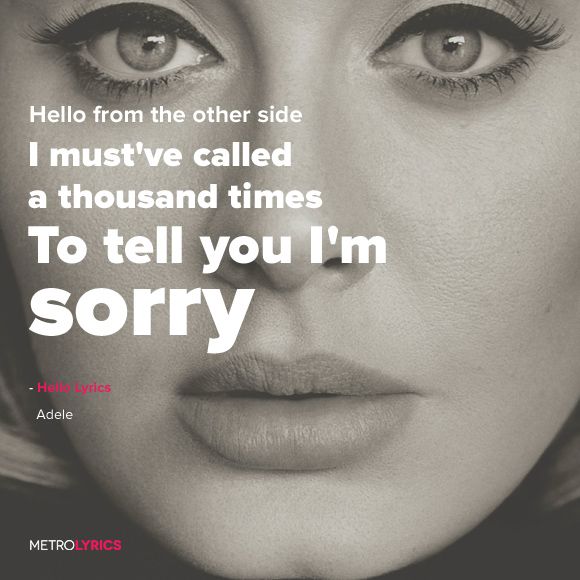 Hello from the other side
I must've called
a thousand times
To tell you I'm
sorry
- Hello Lyrics
Adele
METROLYRICS